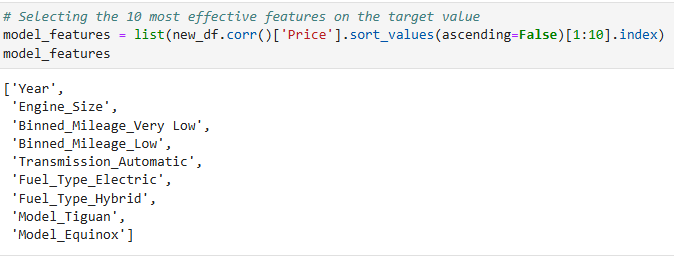 # Selecting the 10 most effective features on the target value
model_features = list(new_df.corr()['Price'].sort_values(ascending=False)[1:10].index)
model_features
['Year',
 'Engine_Size',
 'Binned_Mileage_Very Low',
 'Binned_Mileage_Low',
 'Transmission_Automatic',
 'Fuel_Type_Electric',
 'Fuel_Type_Hybrid',
 'Model_Tiguan',
 'Model_Equinox']